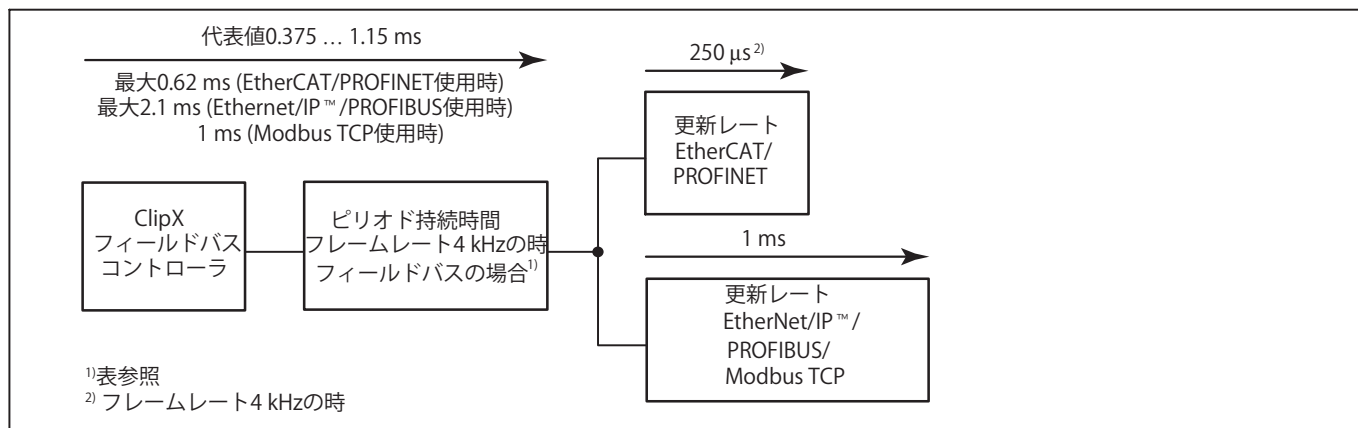 代表値0.375 … 1.15 ms
最大0.62 ms (EtherCAT/PROFINET使用時)
最大2.1 ms (Ethernet/IP™/PROFIBUS使用時)
1 ms (Modbus TCP使用時)
250 μs2)
更新レート
EtherCAT/
PROFINET
ClipX
フィールドバス
コントローラ
ピリオド持続時間
フレームレート4 kHzの時
フィールドバスの場合1)
1 ms
更新レート
EtherNet/IP™/
PROFIBUS/
Modbus TCP
1)表参照
2) フレームレート4 kHzの時